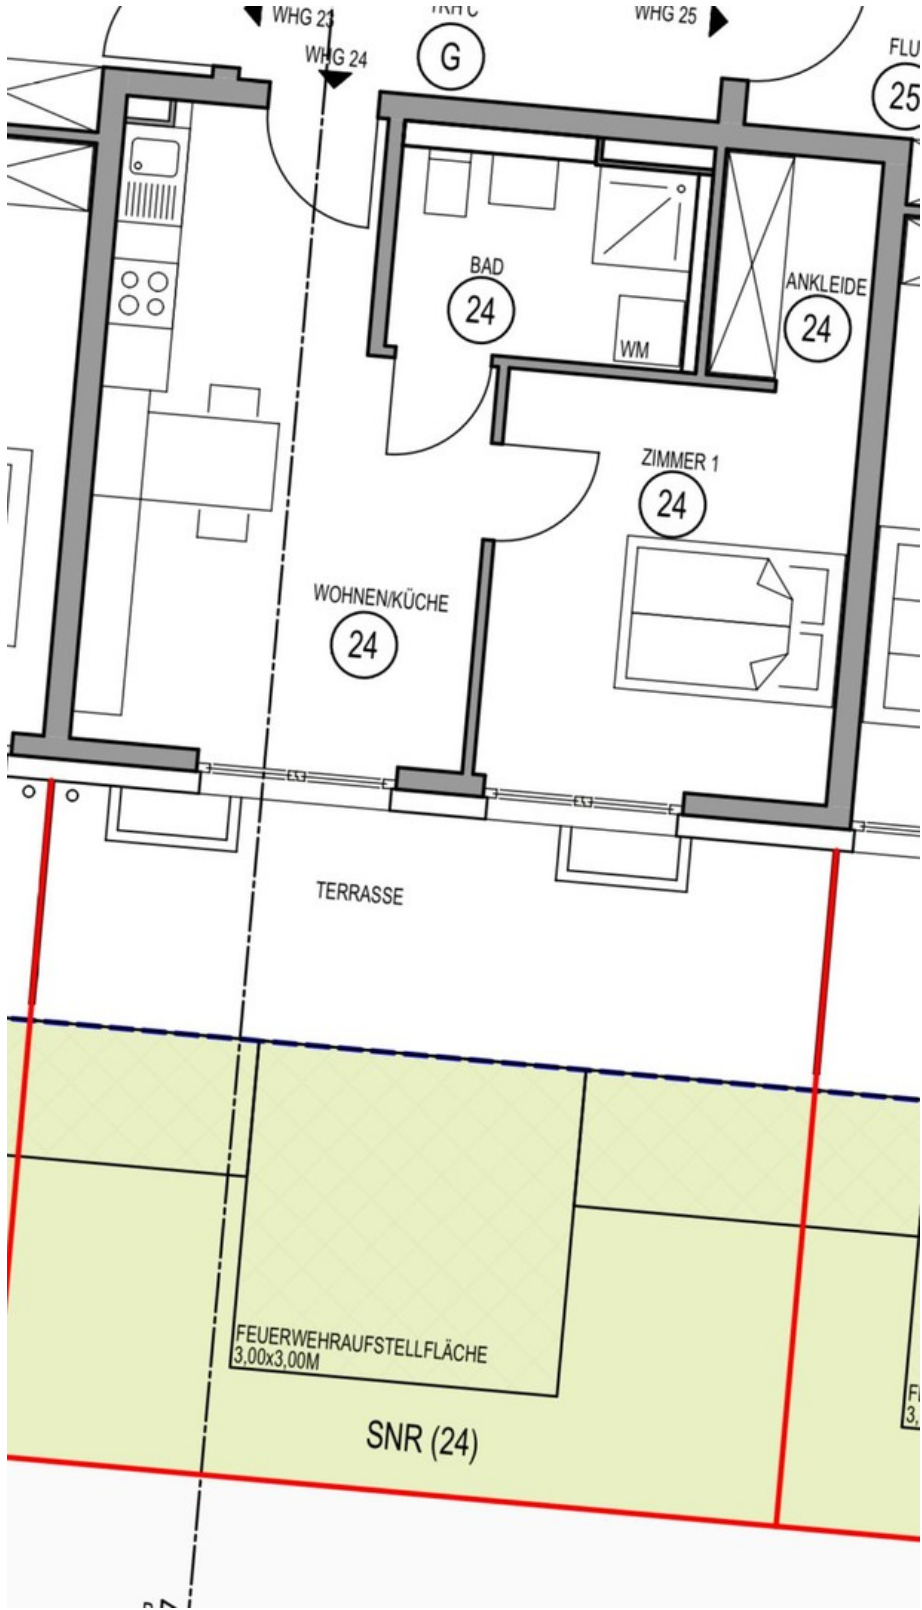 WHG 23
WHG 25
WHG 24
G
25
BAD
24
ANKLEIDE
24
WM
ZIMMER 1
24
WOHNEN/KÜCHE
24
TERRASSE
FEUERWEHRAUFSTELLFLÄCHE
3,00x3,00M
SNR (24)